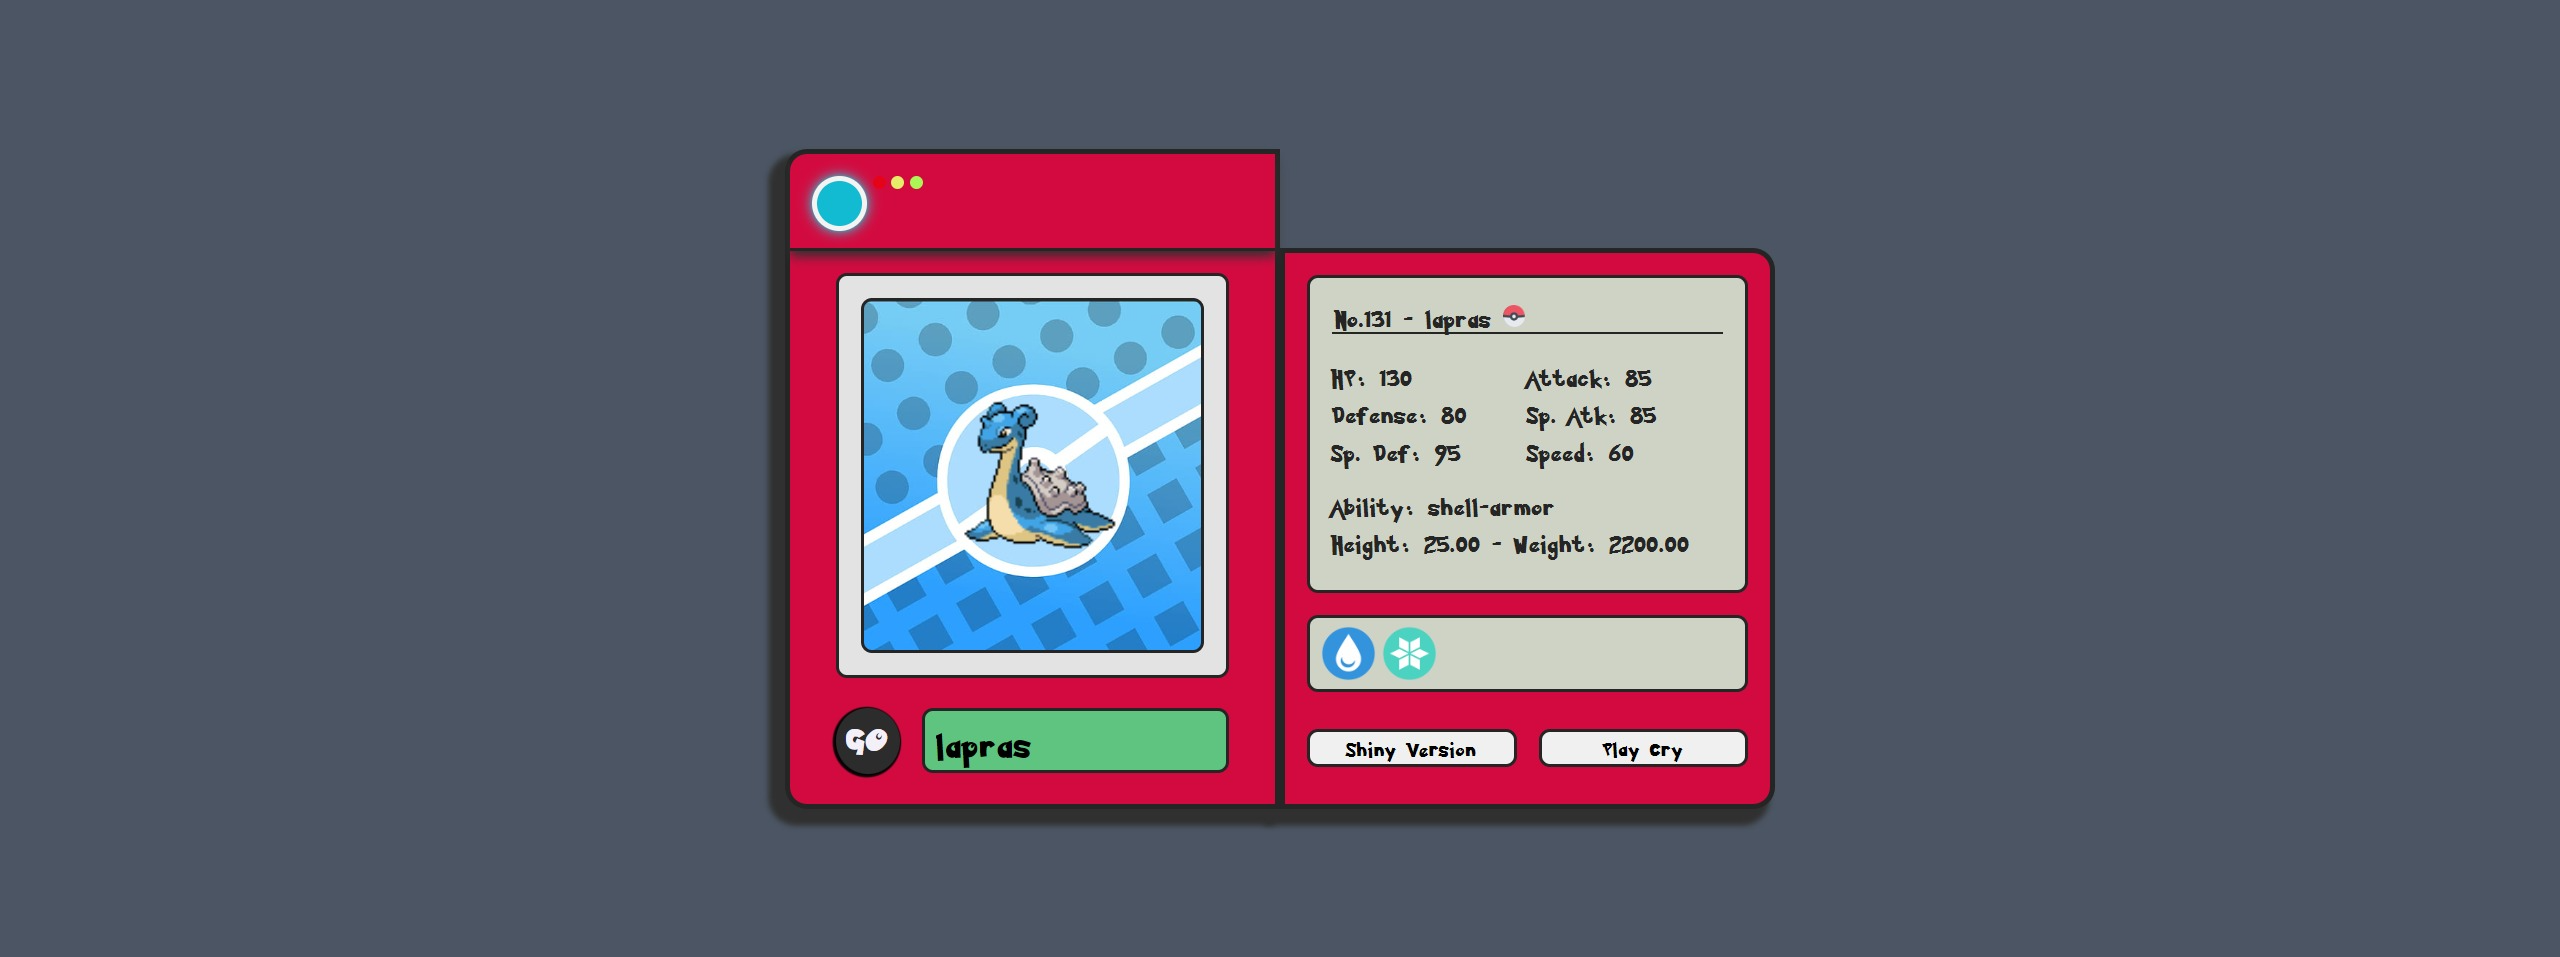 No.131 - lapras
HP: 130
Attack: 85
Defense: 80
Sp. Atk: 85
Sp. Def: 95
Speed: 60
Ability: shell-armor
Height: 25.00 - Weight: 2200.00
GO
lapras
Shiny Version
Play Cry